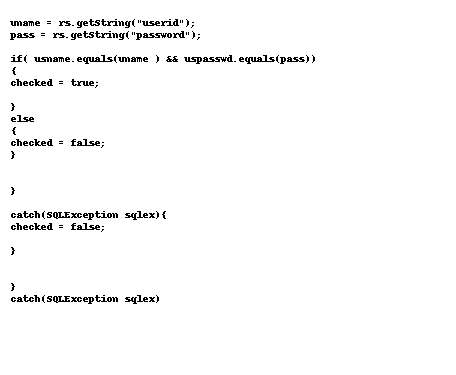 uname = rs.getString("userid");
pass = rs.getString("password");
if( usname.equals(uname ) && uspasswd.equals(pass))
{
checked = true;
}
else
{
checked = false;
}
}
catch(SQLException sqlex){
checked = false;
}
}
catch(SQLException sqlex)